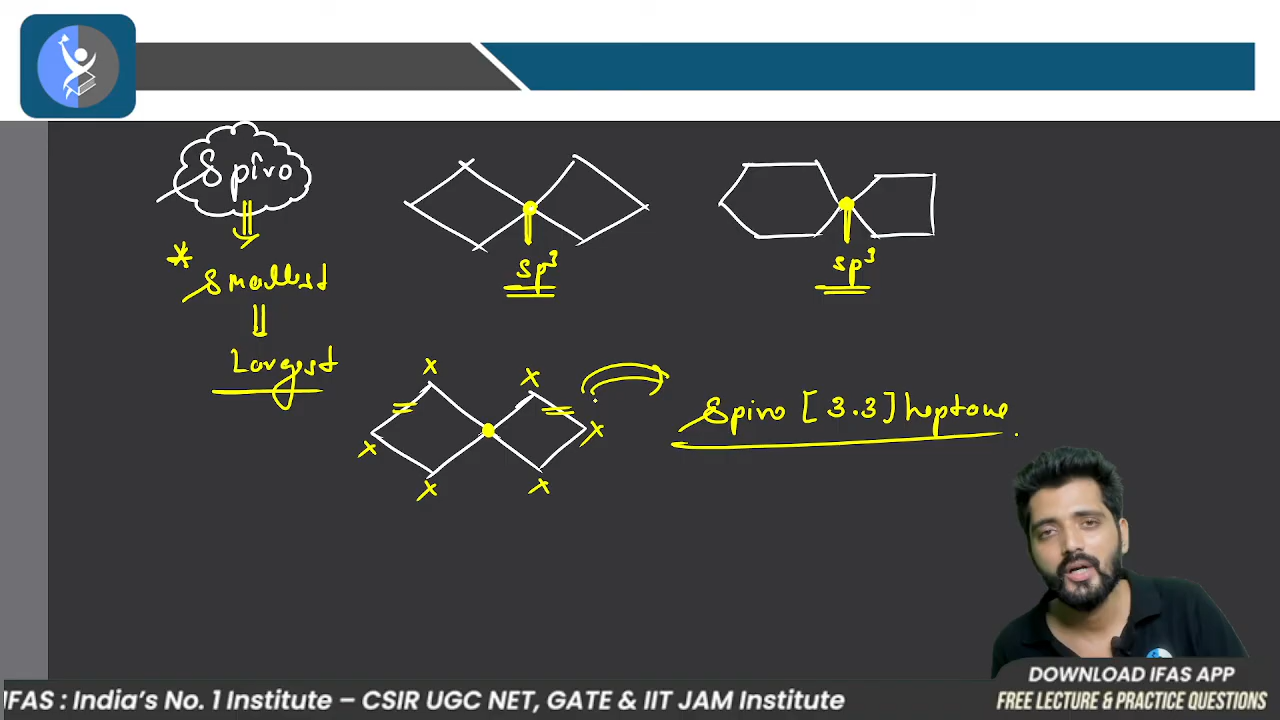 Spiro
* Smallest
Largest
sp³
sp³
x x
x x
x x
Spiro [3.3] heptane
DOWNLOAD IFAS APP
FREE LECTURE & PRACTICE QUESTIONS
IFAS : India's No. 1 Institute – CSIR UGC NET, GATE & IIT JAM Institute